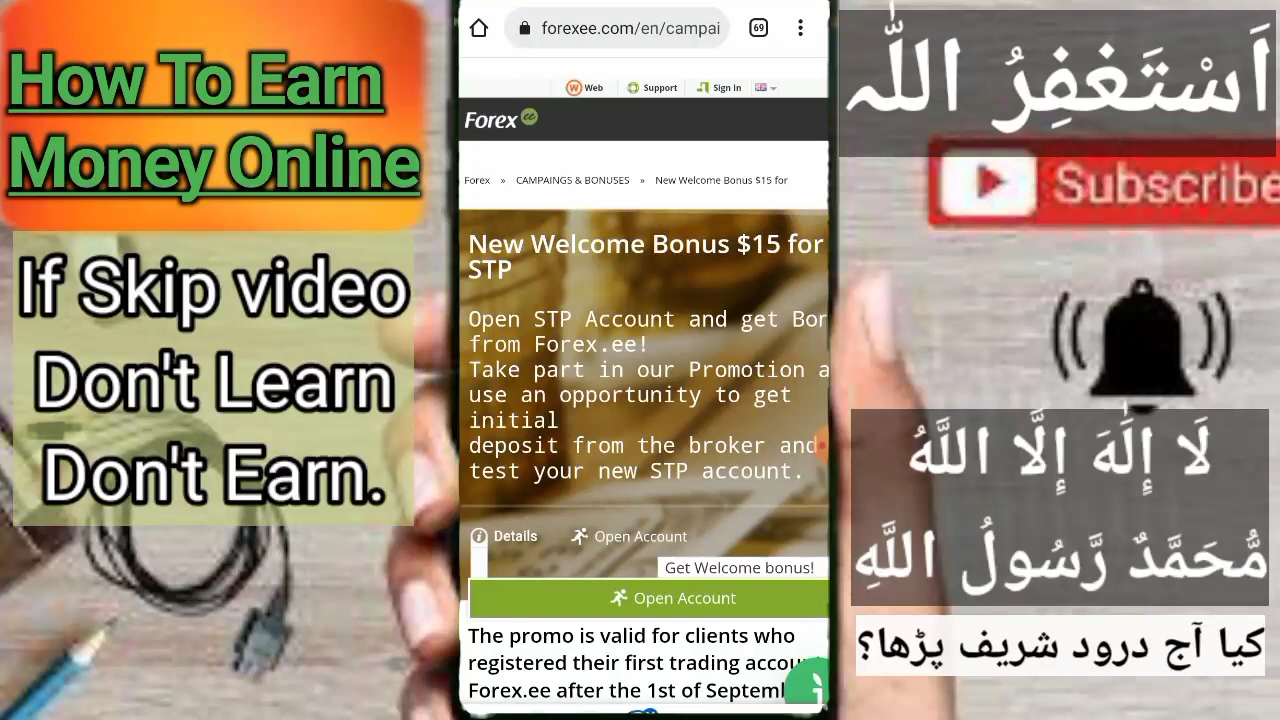 How To Earn
Money Online
If Skip video
Don't Learn
Don't Earn.
forexee.com/en/campai
69
W Web
Support
Sign In
Forex ee
Forex » CAMPAINGS & BONUSES » New Welcome Bonus $15 for
New Welcome Bonus $15 for
STP
Open STP Account and get Bon
from Forex.ee!
Take part in our Promotion a
use an opportunity to get
initial
deposit from the broker and
test your new STP account.
Details
Open Account
Get Welcome bonus!
Open Account
The promo is valid for clients who
registered their first trading accou
Forex.ee after the 1st of Septem
اَسْتَغفِرُ اللّٰہ
Subscribe
لَا إِلٰهَ إِلَّا اللَّهُ
مُّحَمَّدٌ رَّسُولُ اللَّهِ
کیا آج درود شریف پڑھا؟